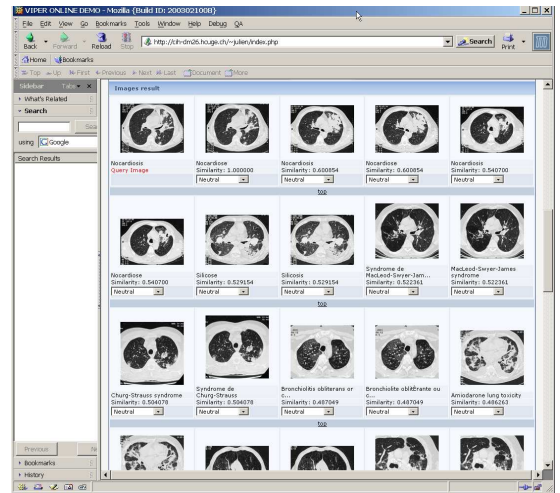 VIPER ONLINE DEMO - Mozilla {Build ID: 2003021008}
File Edit View Go Bookmarks Tools Window Help Debug QA
Back Forward Reload Stop http://cih-dm26.hcuge.ch/~julien/index.php Search Print
Home Bookmarks
Top Up First Previous Next Last Document More
Sidebar Tabs
What's Related
Search
using Google
Search Results
Images result
Nocardiosis
Query Image
Nocardiose
Similarity: 1.000000
Neutral
Nocardiosis
Similarity: 0.600854
Neutral
Nocardiose
Similarity: 0.600854
Neutral
Nocardiosis
Similarity: 0.540700
Neutral
top
Nocardiose
Similarity: 0.540700
Neutral
Silicose
Similarity: 0.529154
Neutral
Silicosis
Similarity: 0.529154
Neutral
Syndrome de
MacLeod-Swyer-Jam...
Similarity: 0.522361
Neutral
MacLeod-Swyer-James
syndrome
Similarity: 0.522361
Neutral
top
Churg-Strauss syndrome
Similarity: 0.504078
Neutral
Syndrome de
Churg-Strauss
Similarity: 0.504078
Neutral
Bronchiolitis obliterans or
c...
Similarity: 0.487049
Neutral
Bronchiolite oblitÈrante ou
c...
Similarity: 0.487049
Neutral
Amiodarone lung toxicity
Similarity: 0.486263
Neutral
top
Previous
Bookmarks
History